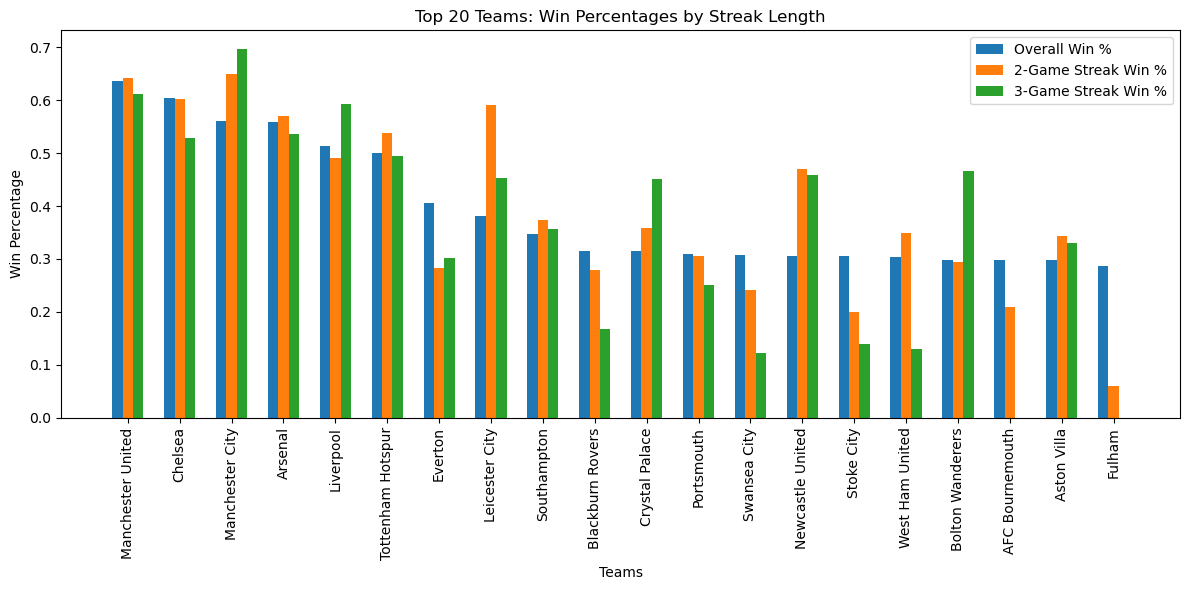 Top 20 Teams: Win Percentages by Streak Length
Overall Win %
2-Game Streak Win %
3-Game Streak Win %
Win Percentage
0.7
0.6
0.5
0.4
0.3
0.2
0.1
0.0
Manchester United
Chelsea
Manchester City
Arsenal
Liverpool
Tottenham Hotspur
Everton
Leicester City
Southampton
Blackburn Rovers
Crystal Palace
Portsmouth
Swansea City
Newcastle United
Stoke City
West Ham United
Bolton Wanderers
AFC Bournemouth
Aston Villa
Fulham
Teams